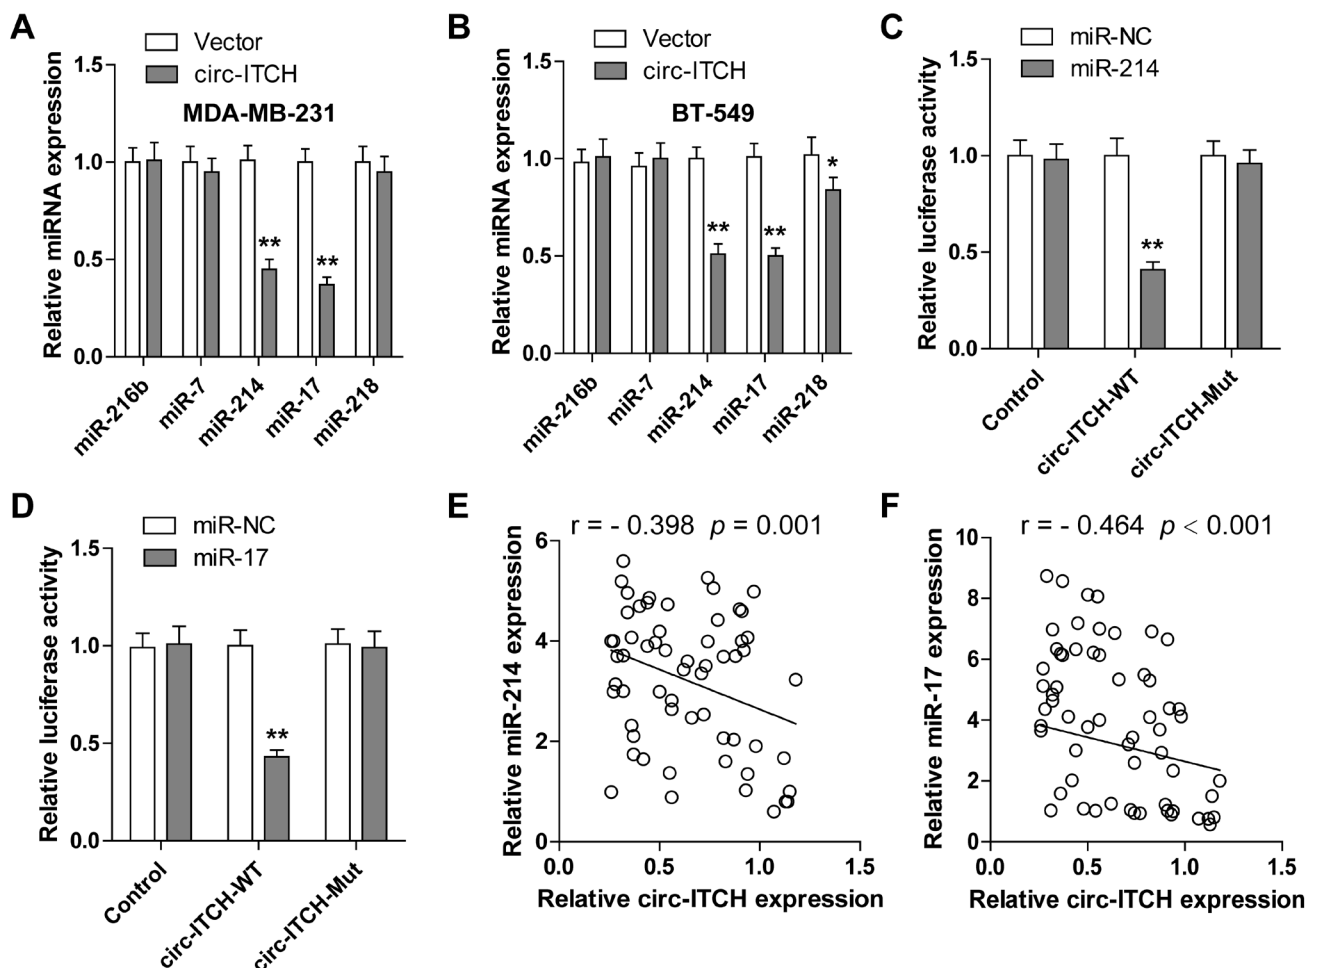 A
Vector
circ-ITCH
MDA-MB-231
Relative miRNA expression
1.5
1.0
0.5
0.0
miR-216b
miR-7
miR-214
**
miR-17
**
miR-218
B
Vector
circ-ITCH
BT-549
Relative miRNA expression
1.5
1.0
0.5
0.0
miR-216b
miR-7
miR-214
**
miR-17
**
miR-218
*
C
miR-NC
miR-214
Relative luciferase activity
1.5
1.0
0.5
0.0
**
Control
circ-ITCH-WT
circ-ITCH-Mut
D
miR-NC
miR-17
Relative luciferase activity
1.5
1.0
0.5
0.0
**
Control
circ-ITCH-WT
circ-ITCH-Mut
E
r = - 0.398 p = 0.001
Relative miR-214 expression
6
4
2
0
0.0 0.5 1.0 1.5
Relative circ-ITCH expression
F
r = - 0.464 p < 0.001
Relative miR-17 expression
10
8
6
4
2
0
0.0 0.5 1.0 1.5
Relative circ-ITCH expression